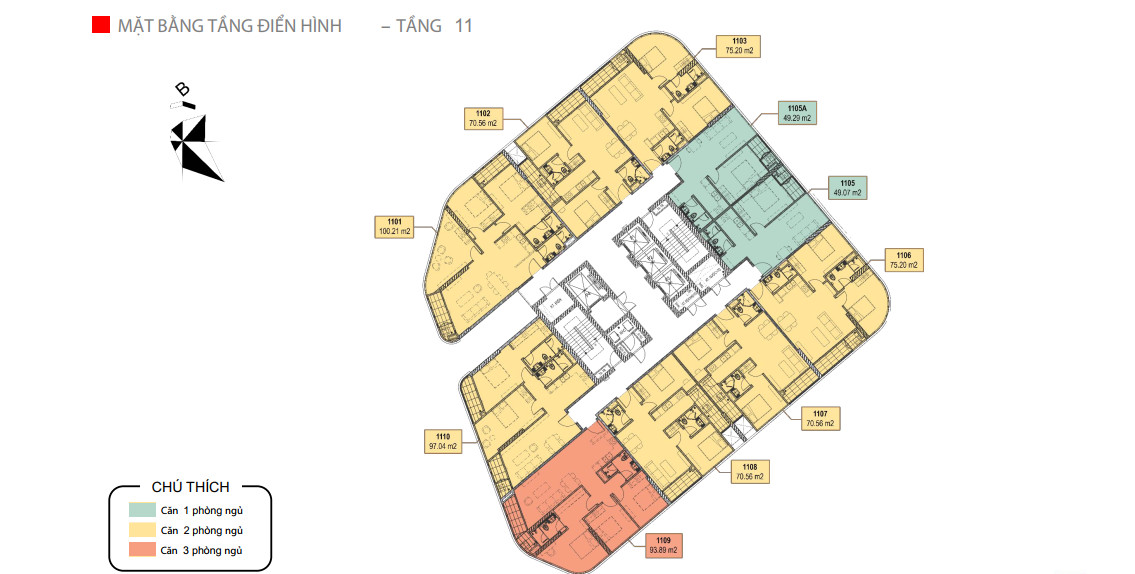 MẶT BẰNG TẦNG ĐIỂN HÌNH – TẦNG 11
B
1103
75.20 m2
1102
70.56 m2
1105A
49.29 m2
1105
49.07 m2
1101
100.21 m2
1106
75.20 m2
1107
70.56 m2
1110
97.04 m2
1108
70.56 m2
1109
93.89 m2
CHÚ THÍCH
Căn 1 phòng ngủ
Căn 2 phòng ngủ
Căn 3 phòng ngủ